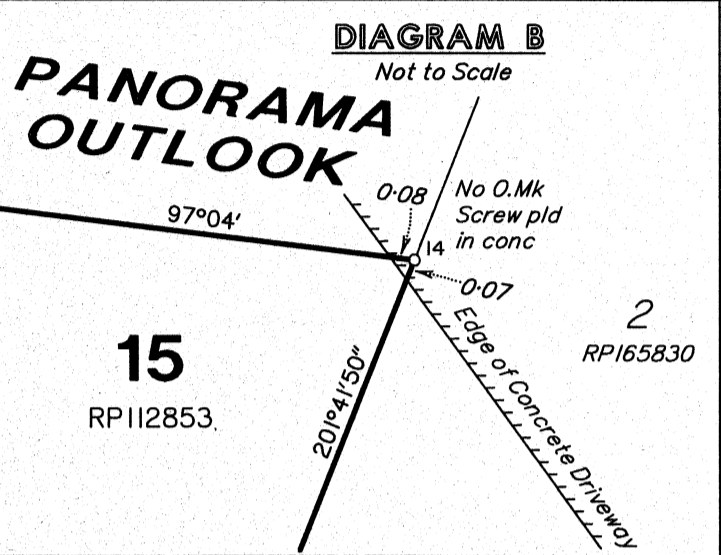 DIAGRAM B
Not to Scale
PANORAMA
OUTLOOK
0·08
No O.Mk
Screw pld
in conc
97°04'
14
0·07
2
RP165830
15
RP112853
201°41'50"
Edge of Concrete Driveway